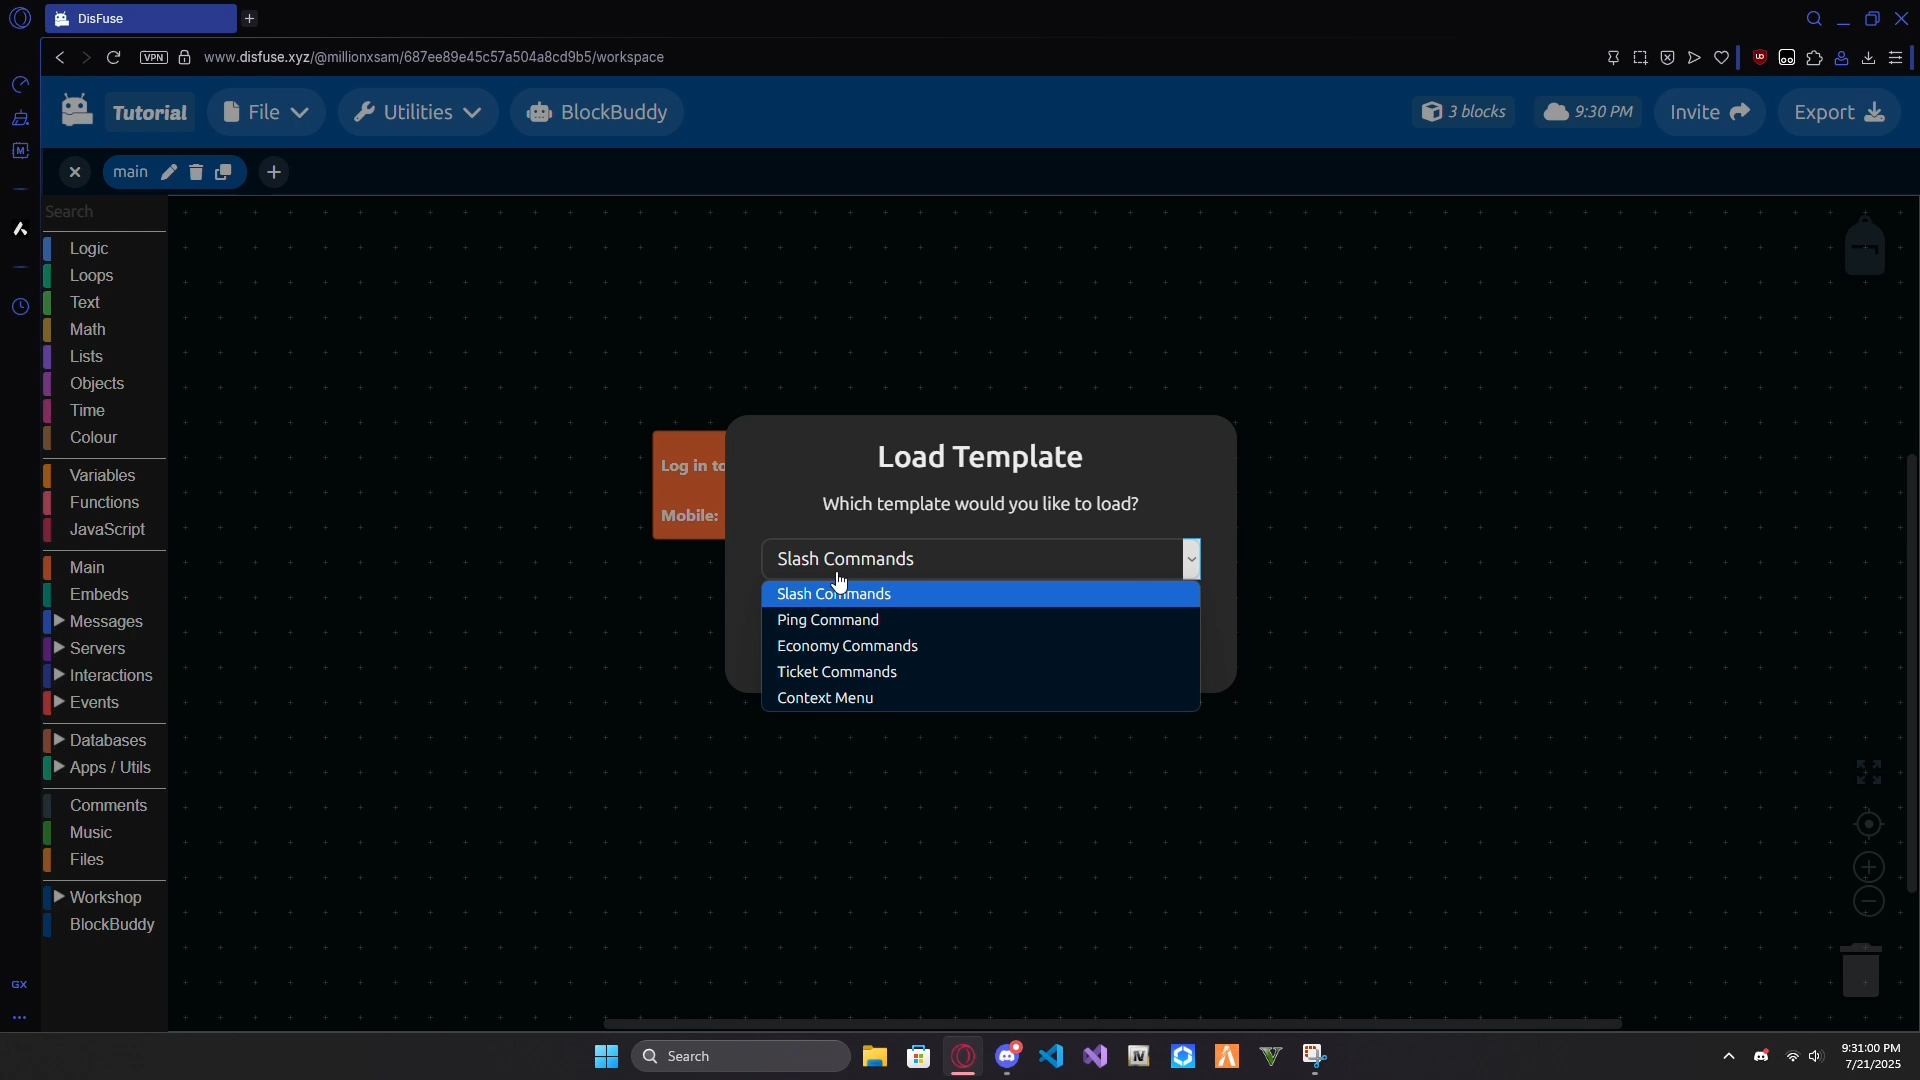 DisFuse
VPN
www.disfuse.xyz/@millionxsam/687ee89e45c57a504a8cd9b5/workspace
Tutorial
File
Utilities
BlockBuddy
3 blocks
9:30 PM
Invite
Export
main
Search
Logic
Loops
Text
Math
Lists
Objects
Time
Colour
Variables
Functions
JavaScript
Main
Embeds
Messages
Servers
Interactions
Events
Databases
Apps / Utils
Comments
Music
Files
Workshop
BlockBuddy
Log in to
Mobile:
Load Template
Which template would you like to load?
Slash Commands
Slash Commands
Ping Command
Economy Commands
Ticket Commands
Context Menu
GX
Search
9:31:00 PM
7/21/2025